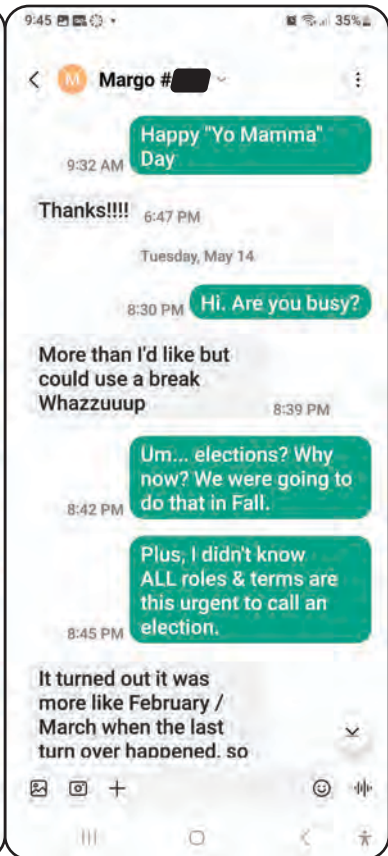 9:45 35%
M Margo #
Happy "Yo Mamma"
9:32 AM Day
Thanks!!!! 6:47 PM
Tuesday, May 14
8:30 PM Hi. Are you busy?
More than I'd like but
could use a break
Whazzuuup 8:39 PM
Um... elections? Why
now? We were going to
8:42 PM do that in Fall.
Plus, I didn't know
ALL roles & terms are
this urgent to call an
8:45 PM election.
It turned out it was
more like February /
March when the last
turn over happened. so